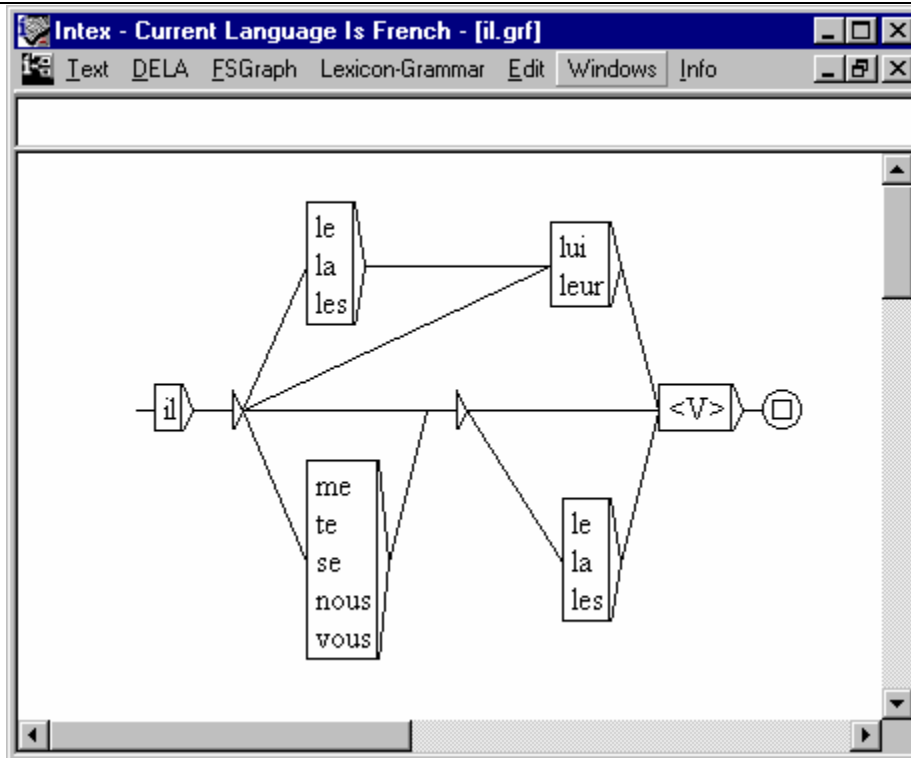 Intex - Current Language Is French - [il.grf]
Text DELA FSGraph Lexicon-Grammar Edit Windows Info
le
la
les
lui
leur
il
<V>
me
te
se
nous
vous
le
la
les